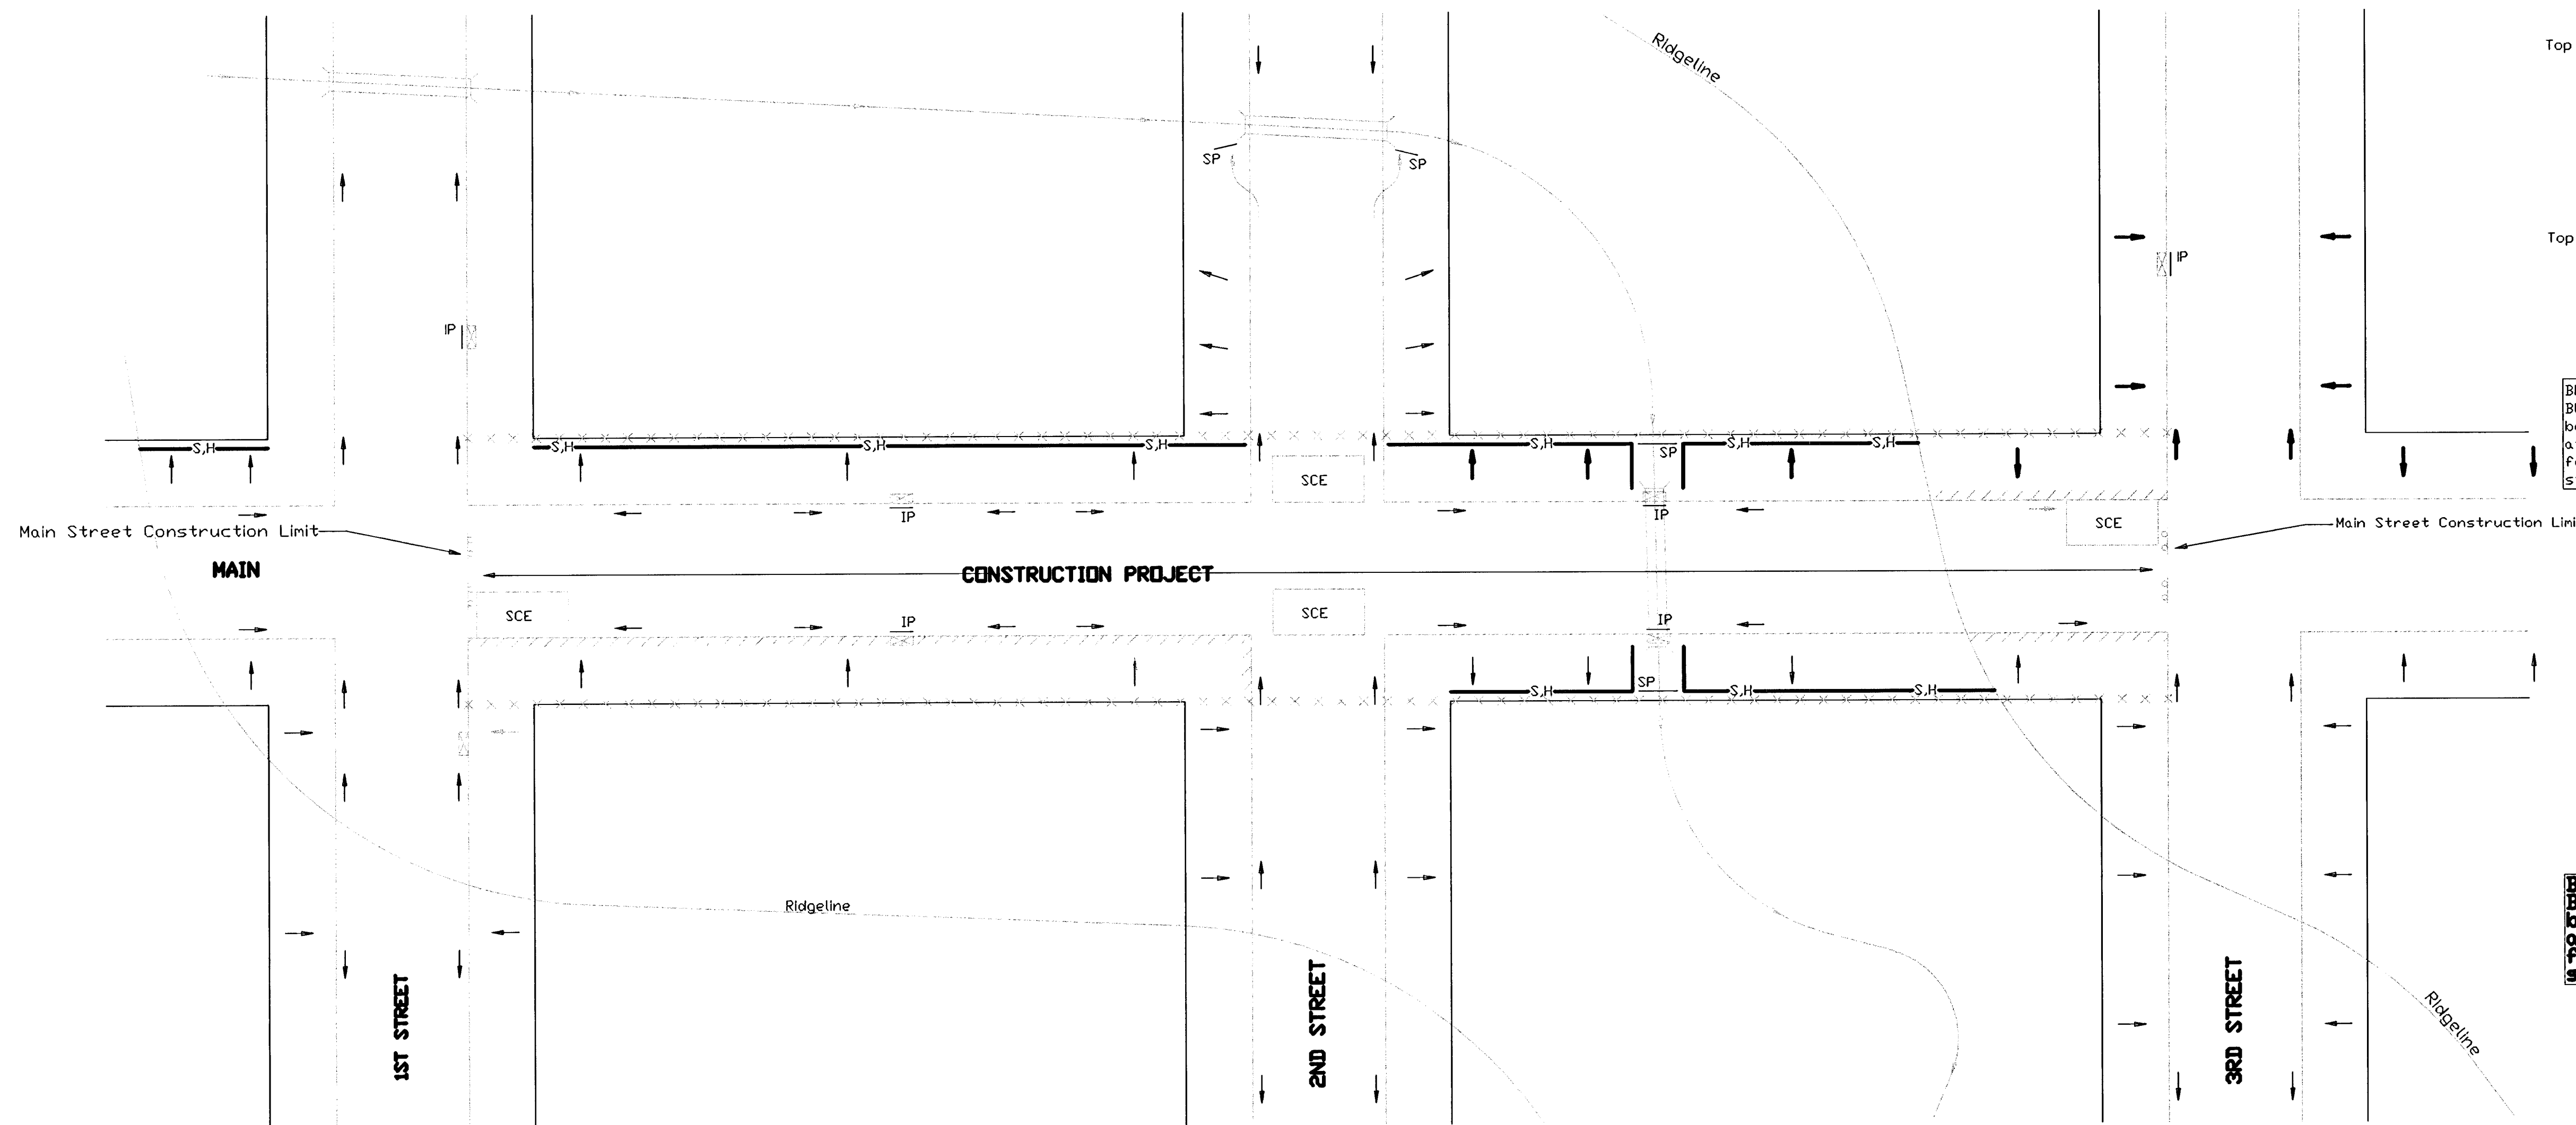 Top
Ridgeline
SP
SP
Top
IP
IP
S,H
S,H
S,H
S,H
S,H
S,H
S,H
SP
SCE
IP
IP
SCE
Main Street Construction Limit
Main Street Construction Limi
MAIN
CONSTRUCTION PROJECT
SCE
SCE
IP
IP
SP
S,H
S,H
S,H
Ridgeline
1ST STREET
2ND STREET
3RD STREET
Ridgeline